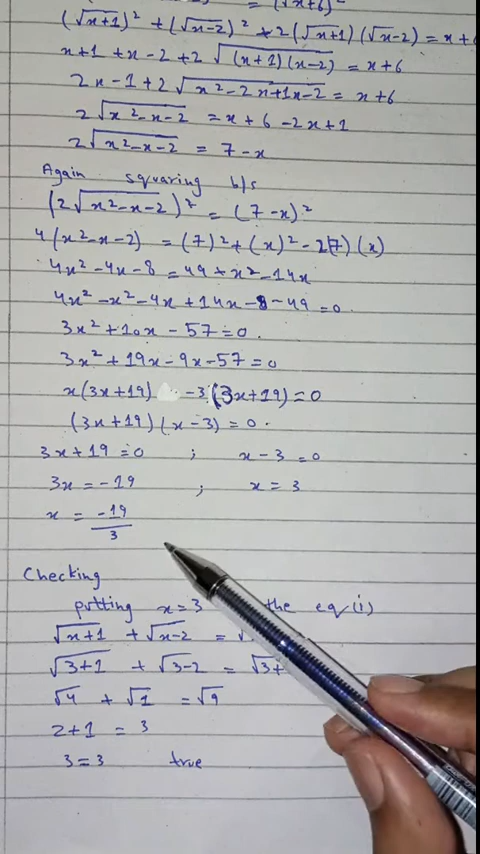 = (√x+6)²
(√x+1)² + (√x-2)² + 2(√x+1)(√x-2) = x+6
x+1 + x-2 + 2√(x+1)(x-2) = x+6
2x-1+2√x²-2x+1x-2 = x+6
2√x²-x-2 = x+6-2x+1
2√x²-x-2 = 7-x
Again squaring b/s
(2√x²-x-2)² = (7-x)²
4(x²-x-2) = (7)²+(x)²-2(7)(x)
4x²-4x-8 = 49+x²-14x
4x²-x²-4x+14x-8-49=0
3x²+10x-57=0.
3x²+19x-9x-57=0
x(3x+19) -3(3x+19)=0
(3x+19)(x-3)=0.
3x+19=0 ; x-3=0
3x=-19 ; x=3
x = -19/3
Checking
putting x=3 the eq(i)
√x+1 + √x-2 = √
√3+1 + √3-2 = √3+
√4 + √1 = √9
2+1 = 3
3=3 true